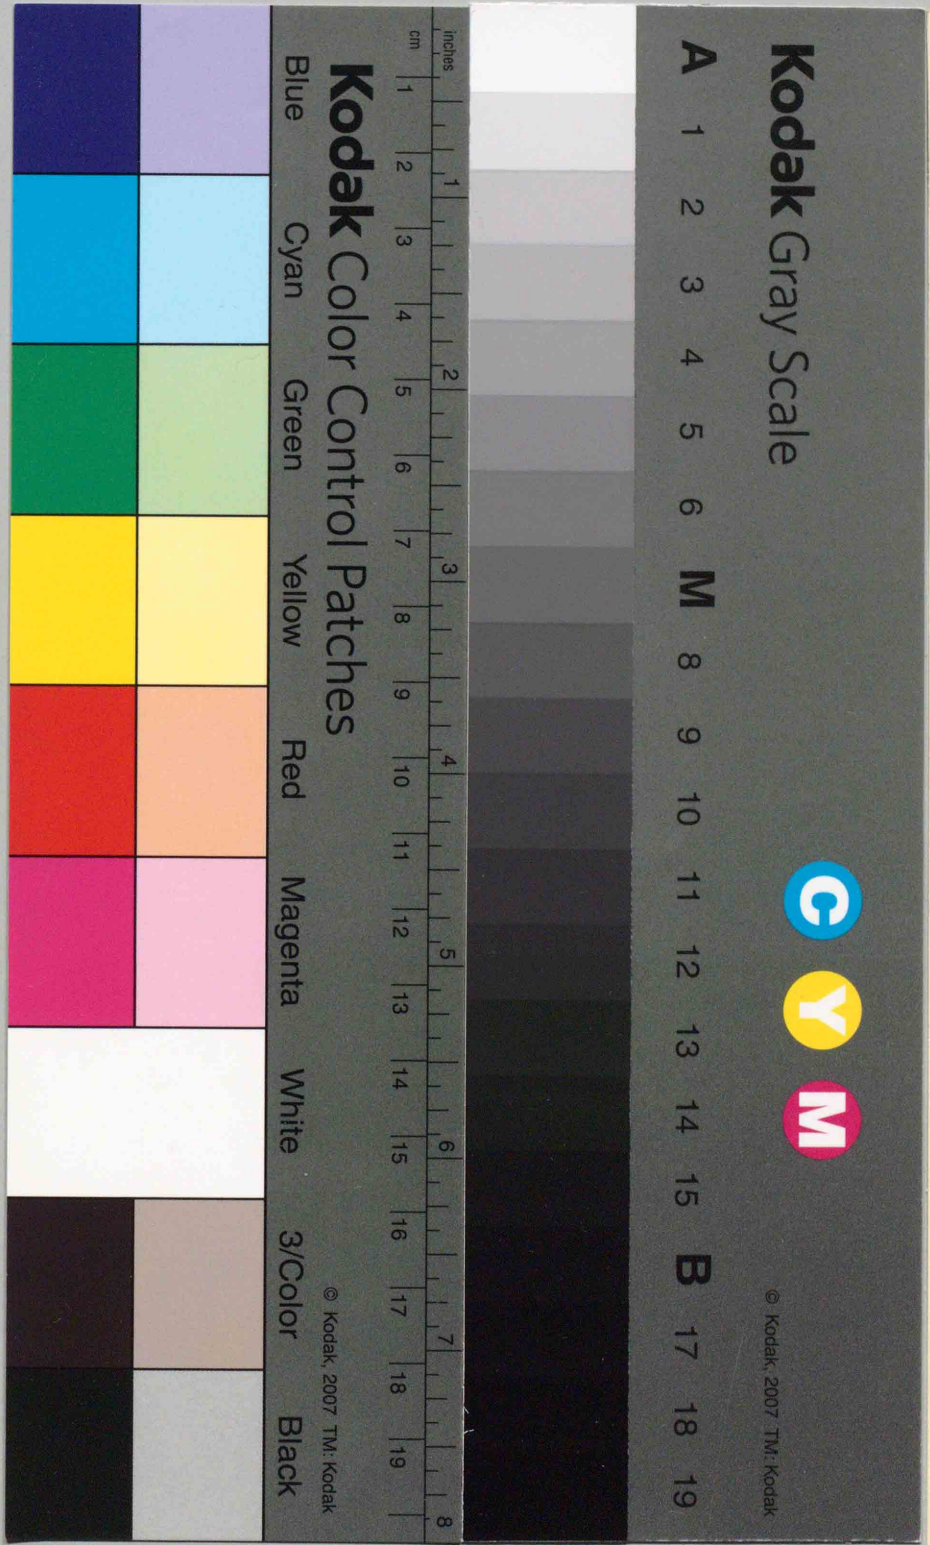 Kodak Gray Scale
C Y M
© Kodak, 2007 TM: Kodak
A 1 2 3 4 5 6 M 8 9 10 11 12 13 14 15 B 17 18 19
inches 1 2 3 4 5 6 7 8
cm 1 2 3 4 5 6 7 8 9 10 11 12 13 14 15 16 17 18 19
Kodak Color Control Patches
© Kodak, 2007 TM: Kodak
Blue Cyan Green Yellow Red Magenta White 3/Color Black